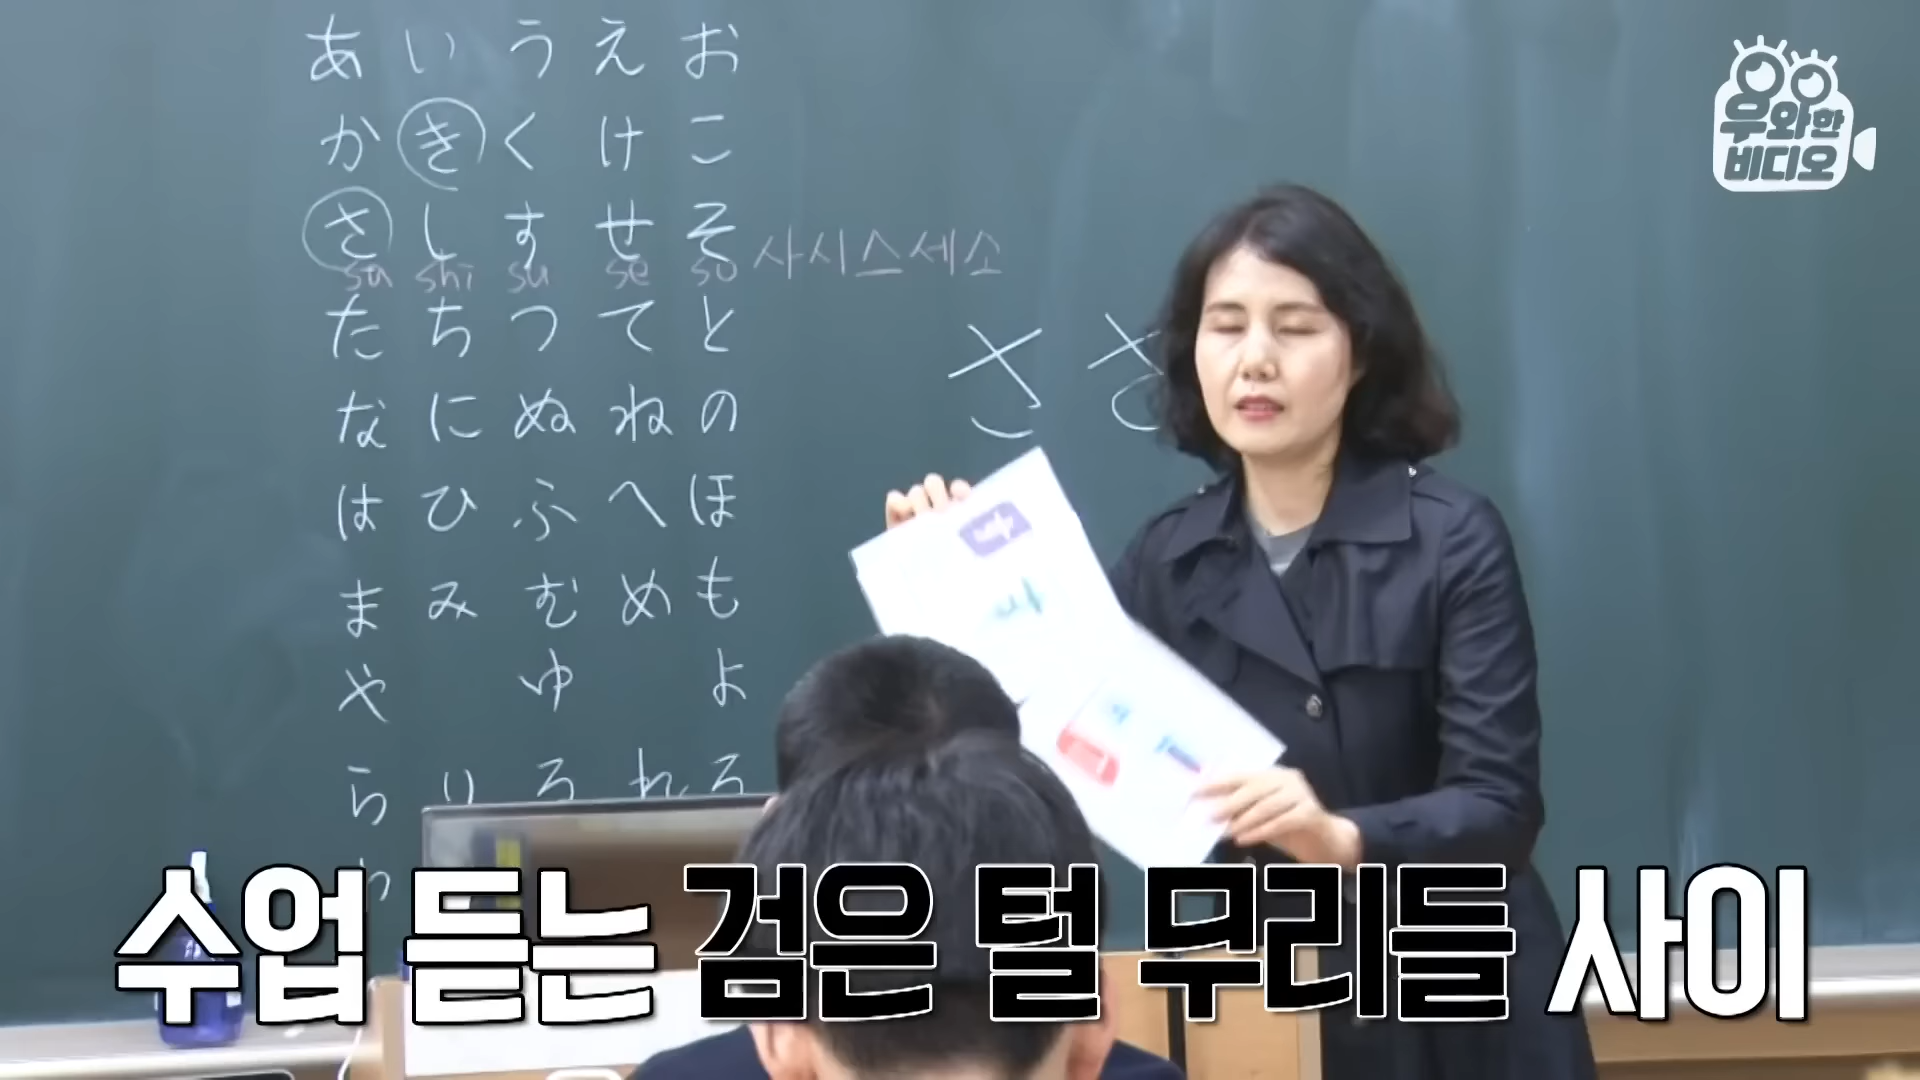 あいうえお
かきくけこ
さしすせそ 사시스세소
sa shi su se so
たちつてと
ささ
なにぬねの
はひふへほ
まみむめも
やゆよ
らりるれろ
우와한
비디오
수업 듣는 검은 털 무리들 사이